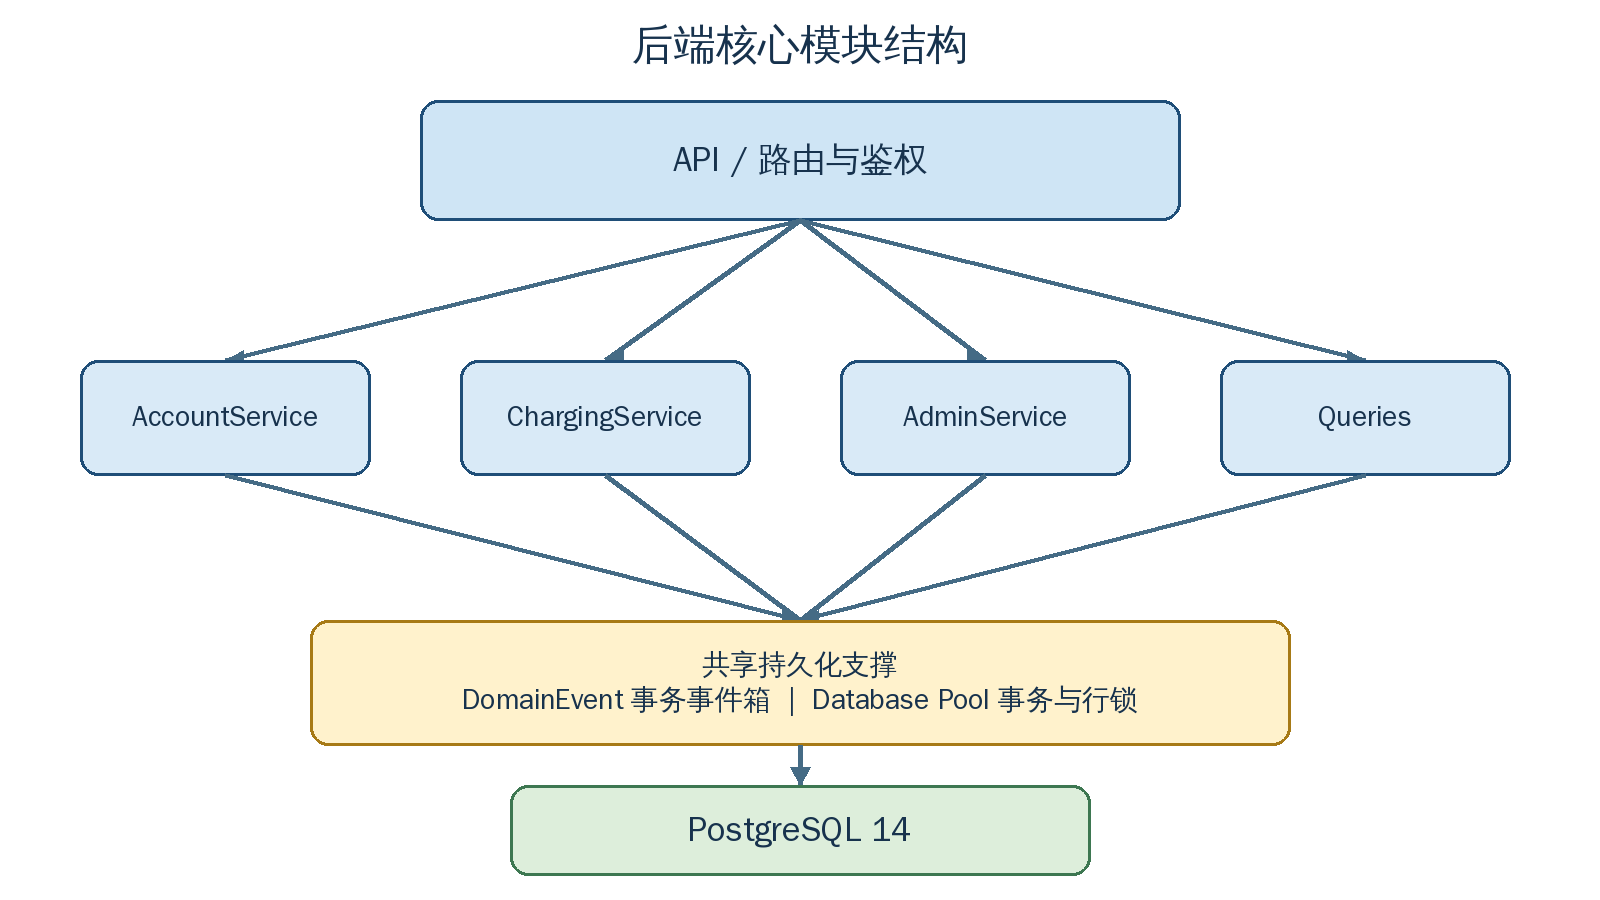 后端核心模块结构
API / 路由与鉴权
AccountService
ChargingService
AdminService
Queries
共享持久化支撑
DomainEvent 事务事件箱 | Database Pool 事务与行锁
PostgreSQL 14